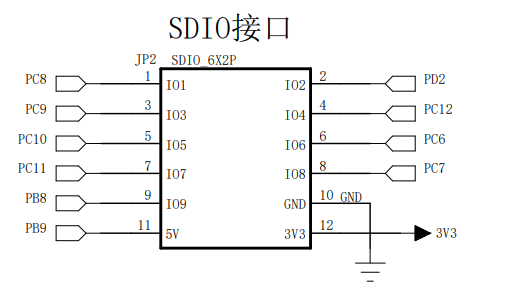 SDIO接口
JP2 SDIO_6X2P
PC8 1 IO1 IO2 2 PD2
PC9 3 IO3 IO4 4 PC12
PC10 5 IO5 IO6 6 PC6
PC11 7 IO7 IO8 8 PC7
PB8 9 IO9 GND 10 GND
PB9 11 5V 3V3 12 3V3